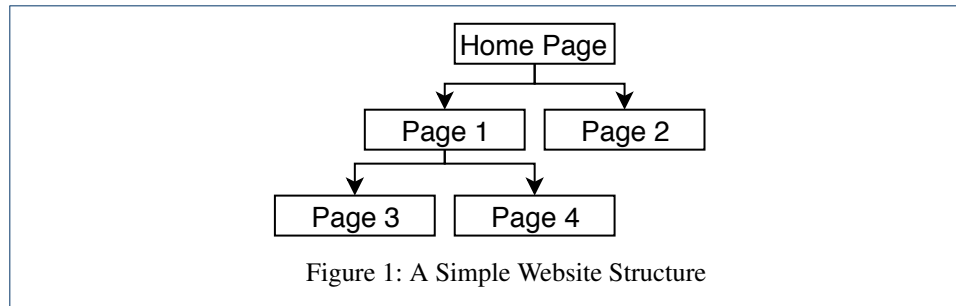 Home Page
Page 1
Page 2
Page 3
Page 4
Figure 1: A Simple Website Structure